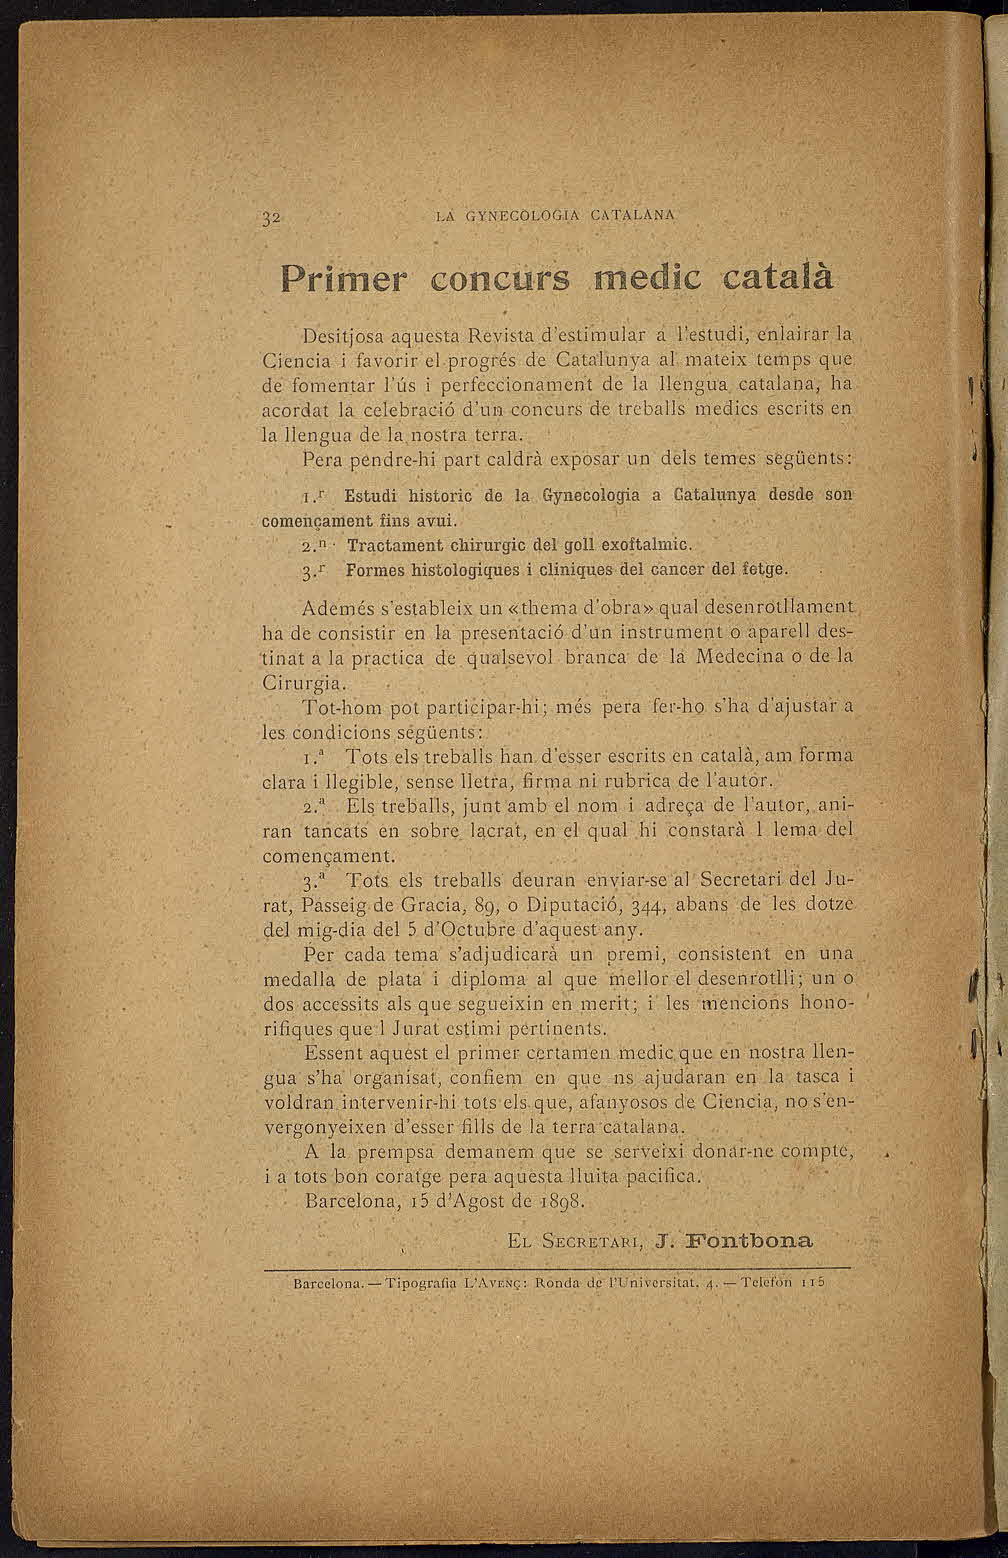 32
LA GYNECOLOGIA CATALANA
Primer concurs medic català
Desitjosa aquesta Revista d'estimular a l'estudi, enlairar la
Ciencia i favorir el progrés de Catalunya al mateix temps que
de fomentar l'ús i perfeccionament de la llengua catalana, ha
acordat la celebració d'un concurs de treballs medics escrits en
la llengua de la nostra terra.
Pera pendre-hi part caldrà exposar un dels temes següents:
1.r Estudi historic de la Gynecologia a Catalunya desde son
començament fins avui.
2.n Tractament chirurgic del goll exoftalmic.
3.r Formes histologiques i cliniques del cancer del fetge.
Ademés s'estableix un «thema d'obra» qual desenrotllament
ha de consistir en la presentació d'un instrument o aparell des-
tinat a la practica de qualsevol branca de la Medecina o de la
Cirurgia.
Tot-hom pot participar-hi; més pera fer-ho s'ha d'ajustar a
les condicions següents:
1.ª Tots els treballs han d'esser escrits en català, am forma
clara i llegible, sense lletra, firma ni rubrica de l'autor.
2.ª Els treballs, junt amb el nom i adreça de l'autor, ani-
ran tancats en sobre lacrat, en el qual hi constarà l lema del
començament.
3.ª Tots els treballs deuran enviar-se al Secretari del Ju-
rat, Passeig de Gracia, 89, o Diputació, 344, abans de les dotze
del mig-dia del 5 d'Octubre d'aquest any.
Per cada tema s'adjudicarà un premi, consistent en una
medalla de plata i diploma al que mellor el desenrotlli; un o
dos accessits als que segueixin en merit; i les mencions hono-
rifiques que l Jurat estimi pertinents.
Essent aquest el primer certamen medic que en nostra llen-
gua s'ha organisat, confiem en que ns ajudaran en la tasca i
voldran intervenir-hi tots els que, afanyosos de Ciencia, no s'en-
vergonyeixen d'esser fills de la terra catalana.
A la prempsa demanem que se serveixi donar-ne compte,
i a tots bon coratge pera aquesta lluita pacifica.
Barcelona, 15 d'Agost de 1898.
EL SECRETARI, J. Fontbona
Barcelona. — Tipografia L'AVENÇ: Ronda de l'Universitat, 4. — Telefon 115